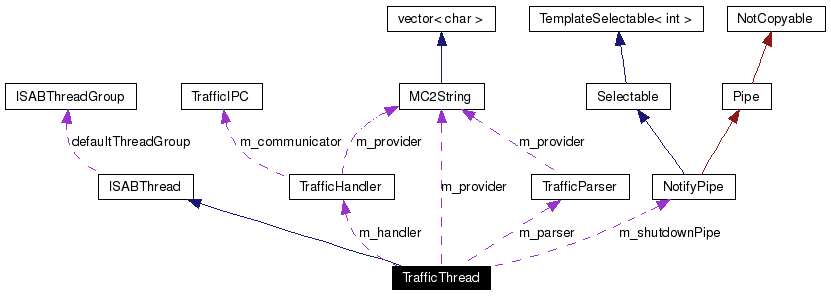 vector< char >
TemplateSelectable< int >
NotCopyable
ISABThreadGroup
TrafficIPC
MC2String
Selectable
Pipe
defaultThreadGroup
m_communicator
m_provider
m_provider
ISABThread
TrafficHandler
m_provider
TrafficParser
NotifyPipe
m_handler
m_parser
m_shutdownPipe
TrafficThread